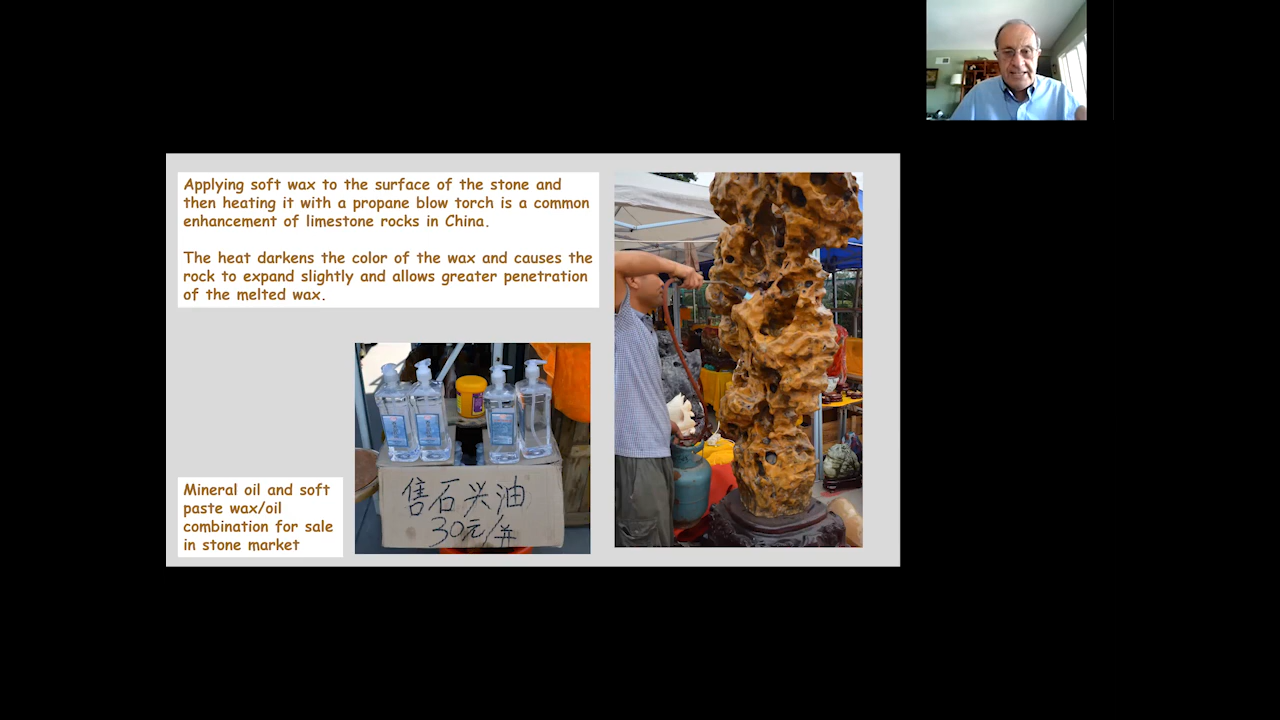 Applying soft wax to the surface of the stone and
then heating it with a propane blow torch is a common
enhancement of limestone rocks in China.
The heat darkens the color of the wax and causes the
rock to expand slightly and allows greater penetration
of the melted wax.
售石头油
30元/
Mineral oil and soft
paste wax/oil
combination for sale
in stone market